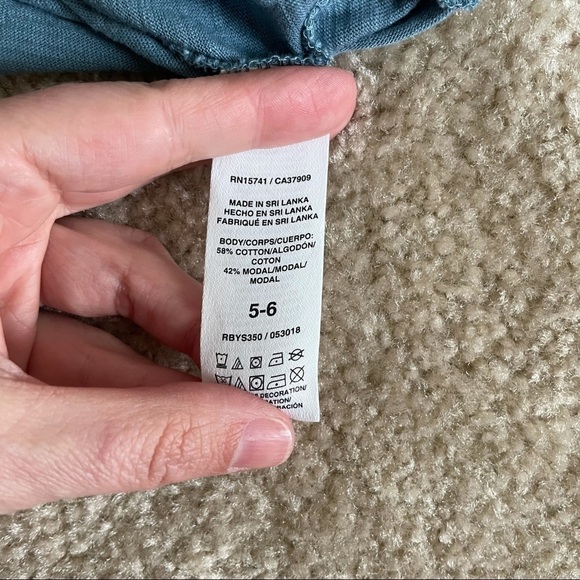 RN15741 / CA37909
MADE IN SRI LANKA
HECHO EN SRI LANKA
FABRIQUÉ EN SRI LANKA
BODY/CORPS/CUERPO:
58% COTTON/ALGODÓN/
COTON
42% MODAL/MODAL/
MODAL
5-6
RBYS350 / 053018
DECORATION/